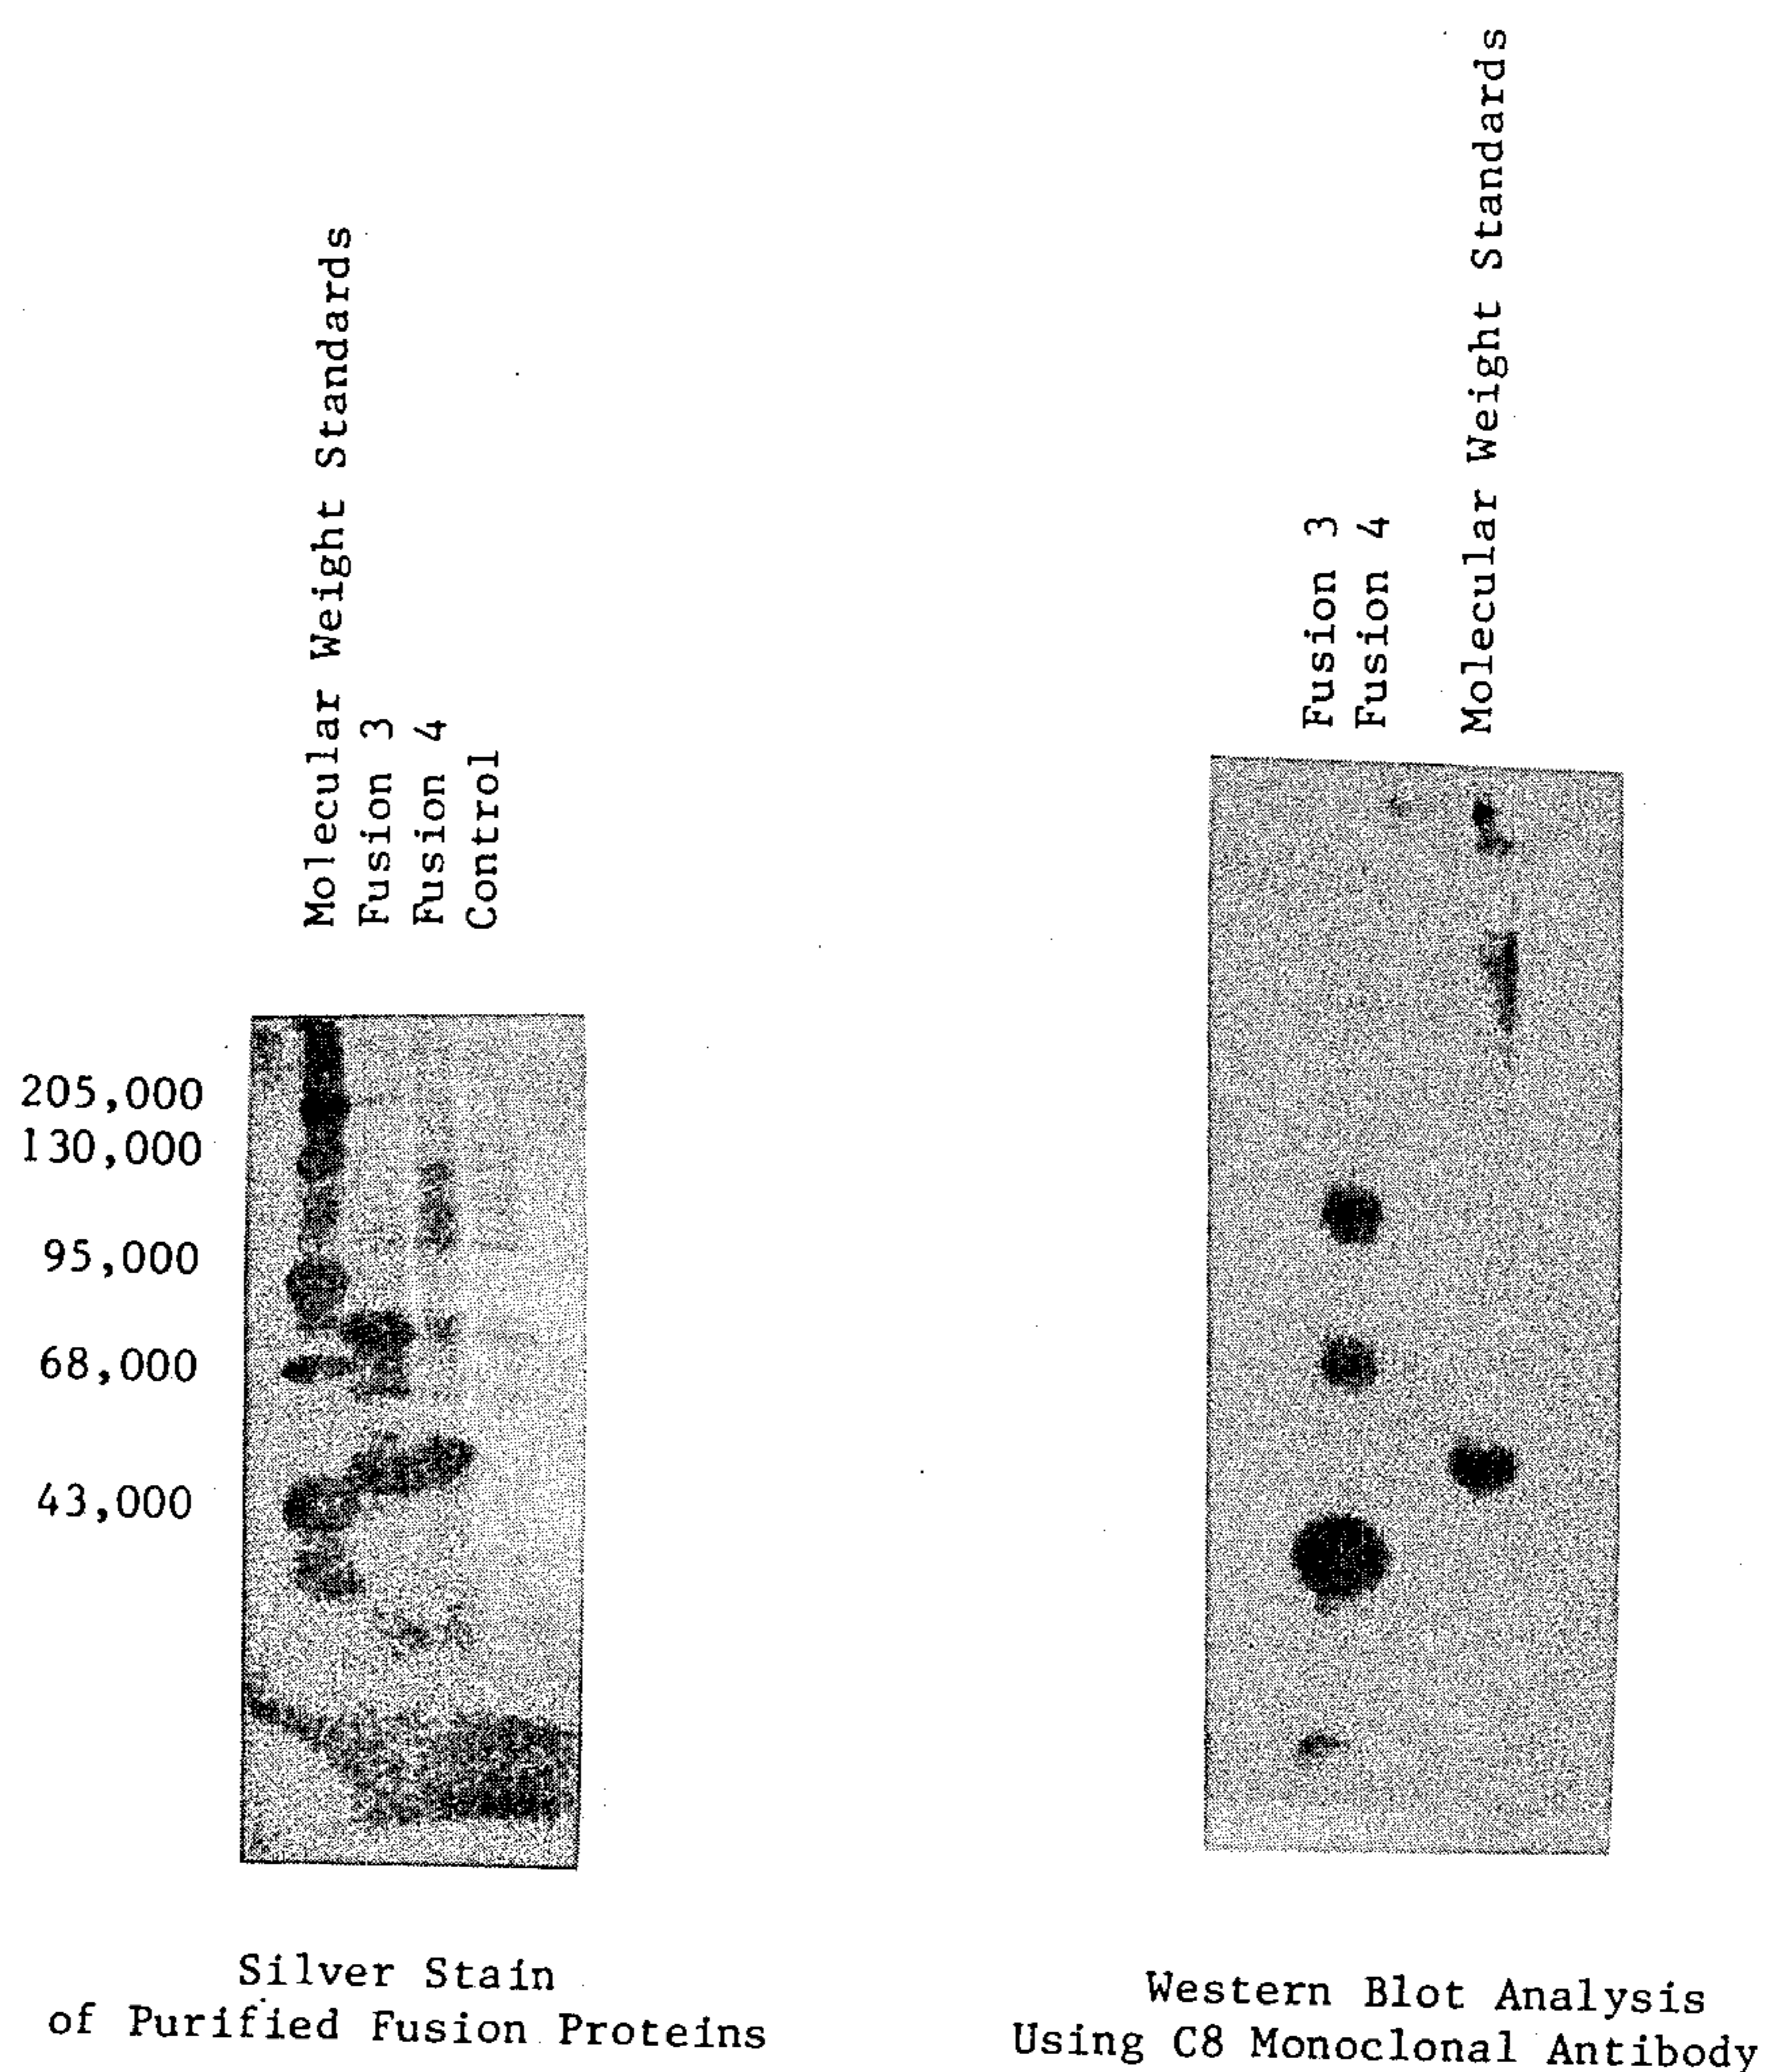 Molecular Weight Standards
Fusion 3
Fusion 4
Control
205,000
130,000
95,000
68,000
43,000
Silver Stain
of Purified Fusion Proteins
Fusion 3
Fusion 4
Molecular Weight Standards
Western Blot Analysis
Using C8 Monoclonal Antibody